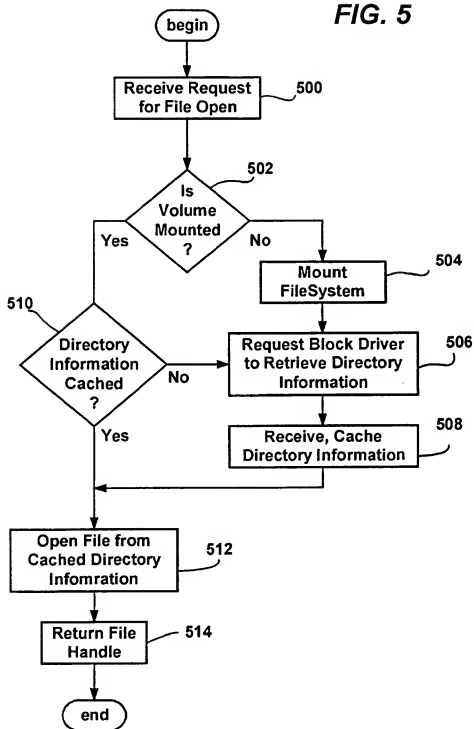 FIG. 5
begin
Receive Request
for File Open
500
Is
Volume
Mounted
?
502
Yes
No
Mount
FileSystem
504
510
Directory
Information
Cached
?
No
Yes
Request Block Driver
to Retrieve Directory
Information
506
Receive, Cache
Directory Information
508
Open File from
Cached Directory
Infomration
512
Return File
Handle
514
end